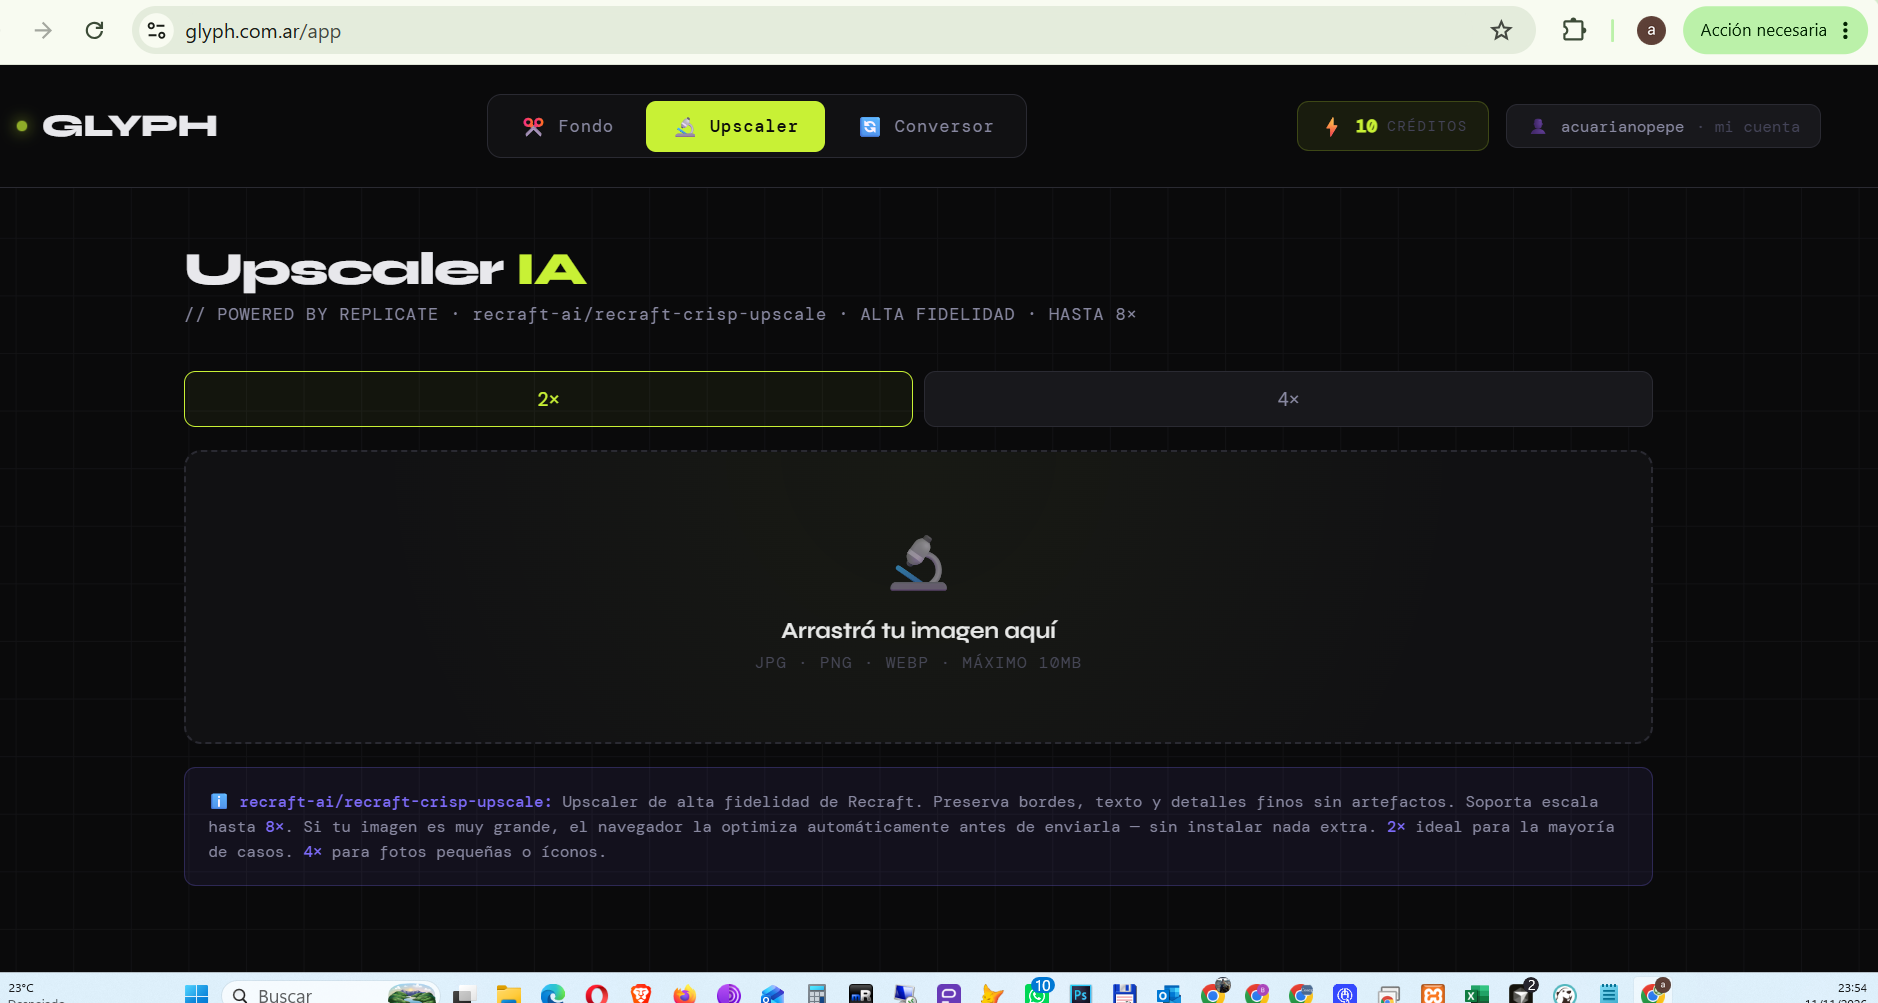 glyph.com.ar/app
a
Acción necesaria
GLYPH
Fondo
Upscaler
Conversor
10 CRÉDITOS
acuarianopepe · mi cuenta
Upscaler IA
// POWERED BY REPLICATE · recraft-ai/recraft-crisp-upscale · ALTA FIDELIDAD · HASTA 8×
2×
4×
Arrastrá tu imagen aquí
JPG · PNG · WEBP · MÁXIMO 10MB
recraft-ai/recraft-crisp-upscale: Upscaler de alta fidelidad de Recraft. Preserva bordes, texto y detalles finos sin artefactos. Soporta escala
hasta 8×. Si tu imagen es muy grande, el navegador la optimiza automáticamente antes de enviarla — sin instalar nada extra. 2× ideal para la mayoría
de casos. 4× para fotos pequeñas o íconos.
23°C
Buscar
10
Ps
2
a
23:54